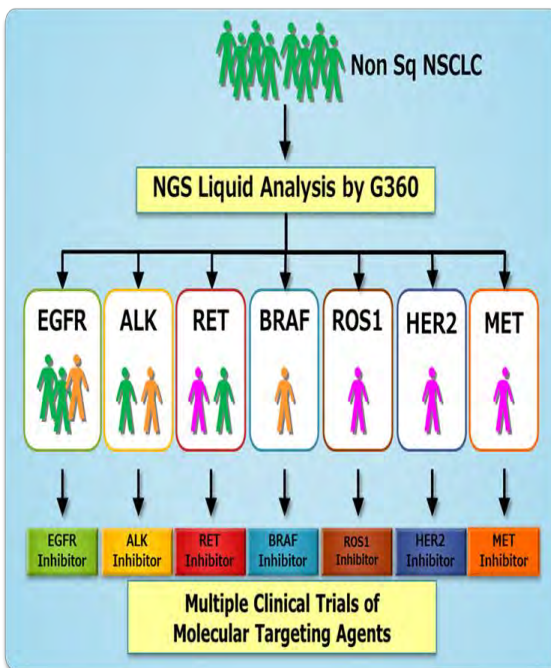 Non Sq NSCLC
NGS Liquid Analysis by G360
EGFR
ALK
RET
BRAF
ROS1
HER2
MET
EGFR
Inhibitor
ALK
Inhibitor
RET
Inhibitor
BRAF
Inhibitor
ROS1
Inhibitor
HER2
Inhibitor
MET
Inhibitor
Multiple Clinical Trials of
Molecular Targeting Agents